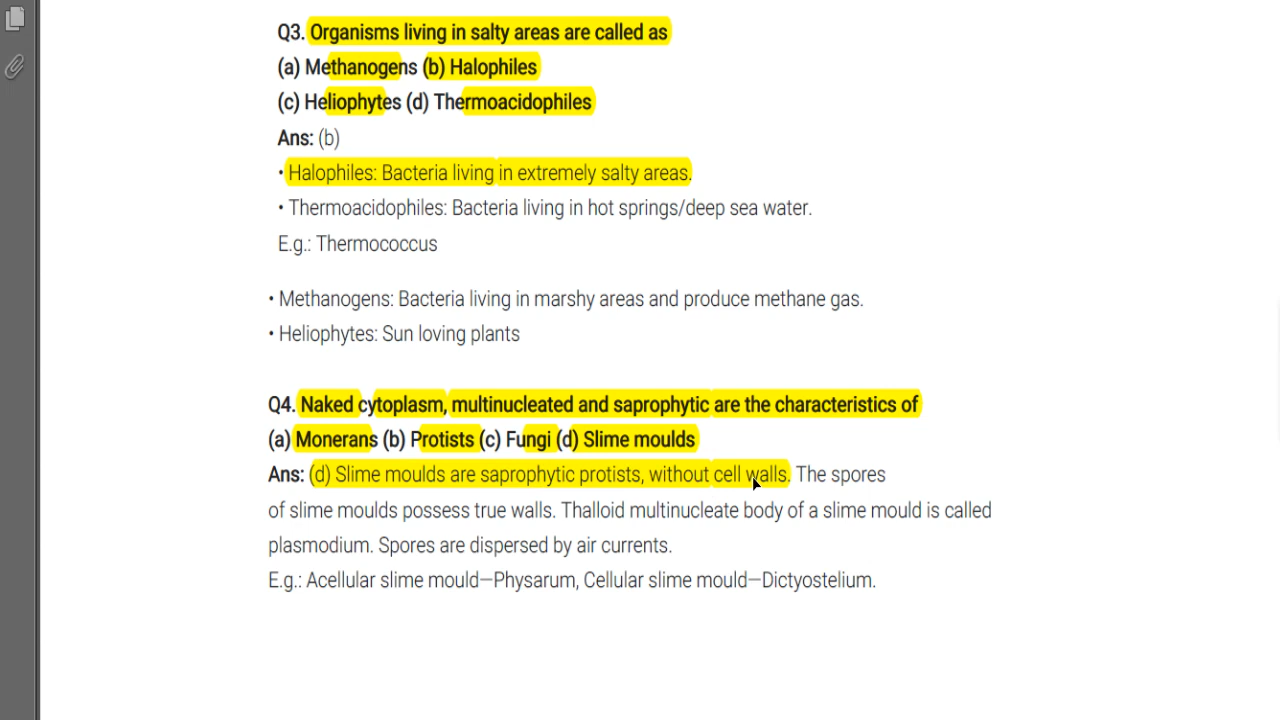 Q3. Organisms living in salty areas are called as
(a) Methanogens (b) Halophiles
(c) Heliophytes (d) Thermoacidophiles
Ans: (b)
• Halophiles: Bacteria living in extremely salty areas.
• Thermoacidophiles: Bacteria living in hot springs/deep sea water.
E.g.: Thermococcus
• Methanogens: Bacteria living in marshy areas and produce methane gas.
• Heliophytes: Sun loving plants
Q4. Naked cytoplasm, multinucleated and saprophytic are the characteristics of
(a) Monerans (b) Protists (c) Fungi (d) Slime moulds
Ans: (d) Slime moulds are saprophytic protists, without cell walls. The spores
of slime moulds possess true walls. Thalloid multinucleate body of a slime mould is called
plasmodium. Spores are dispersed by air currents.
E.g.: Acellular slime mould—Physarum, Cellular slime mould—Dictyostelium.